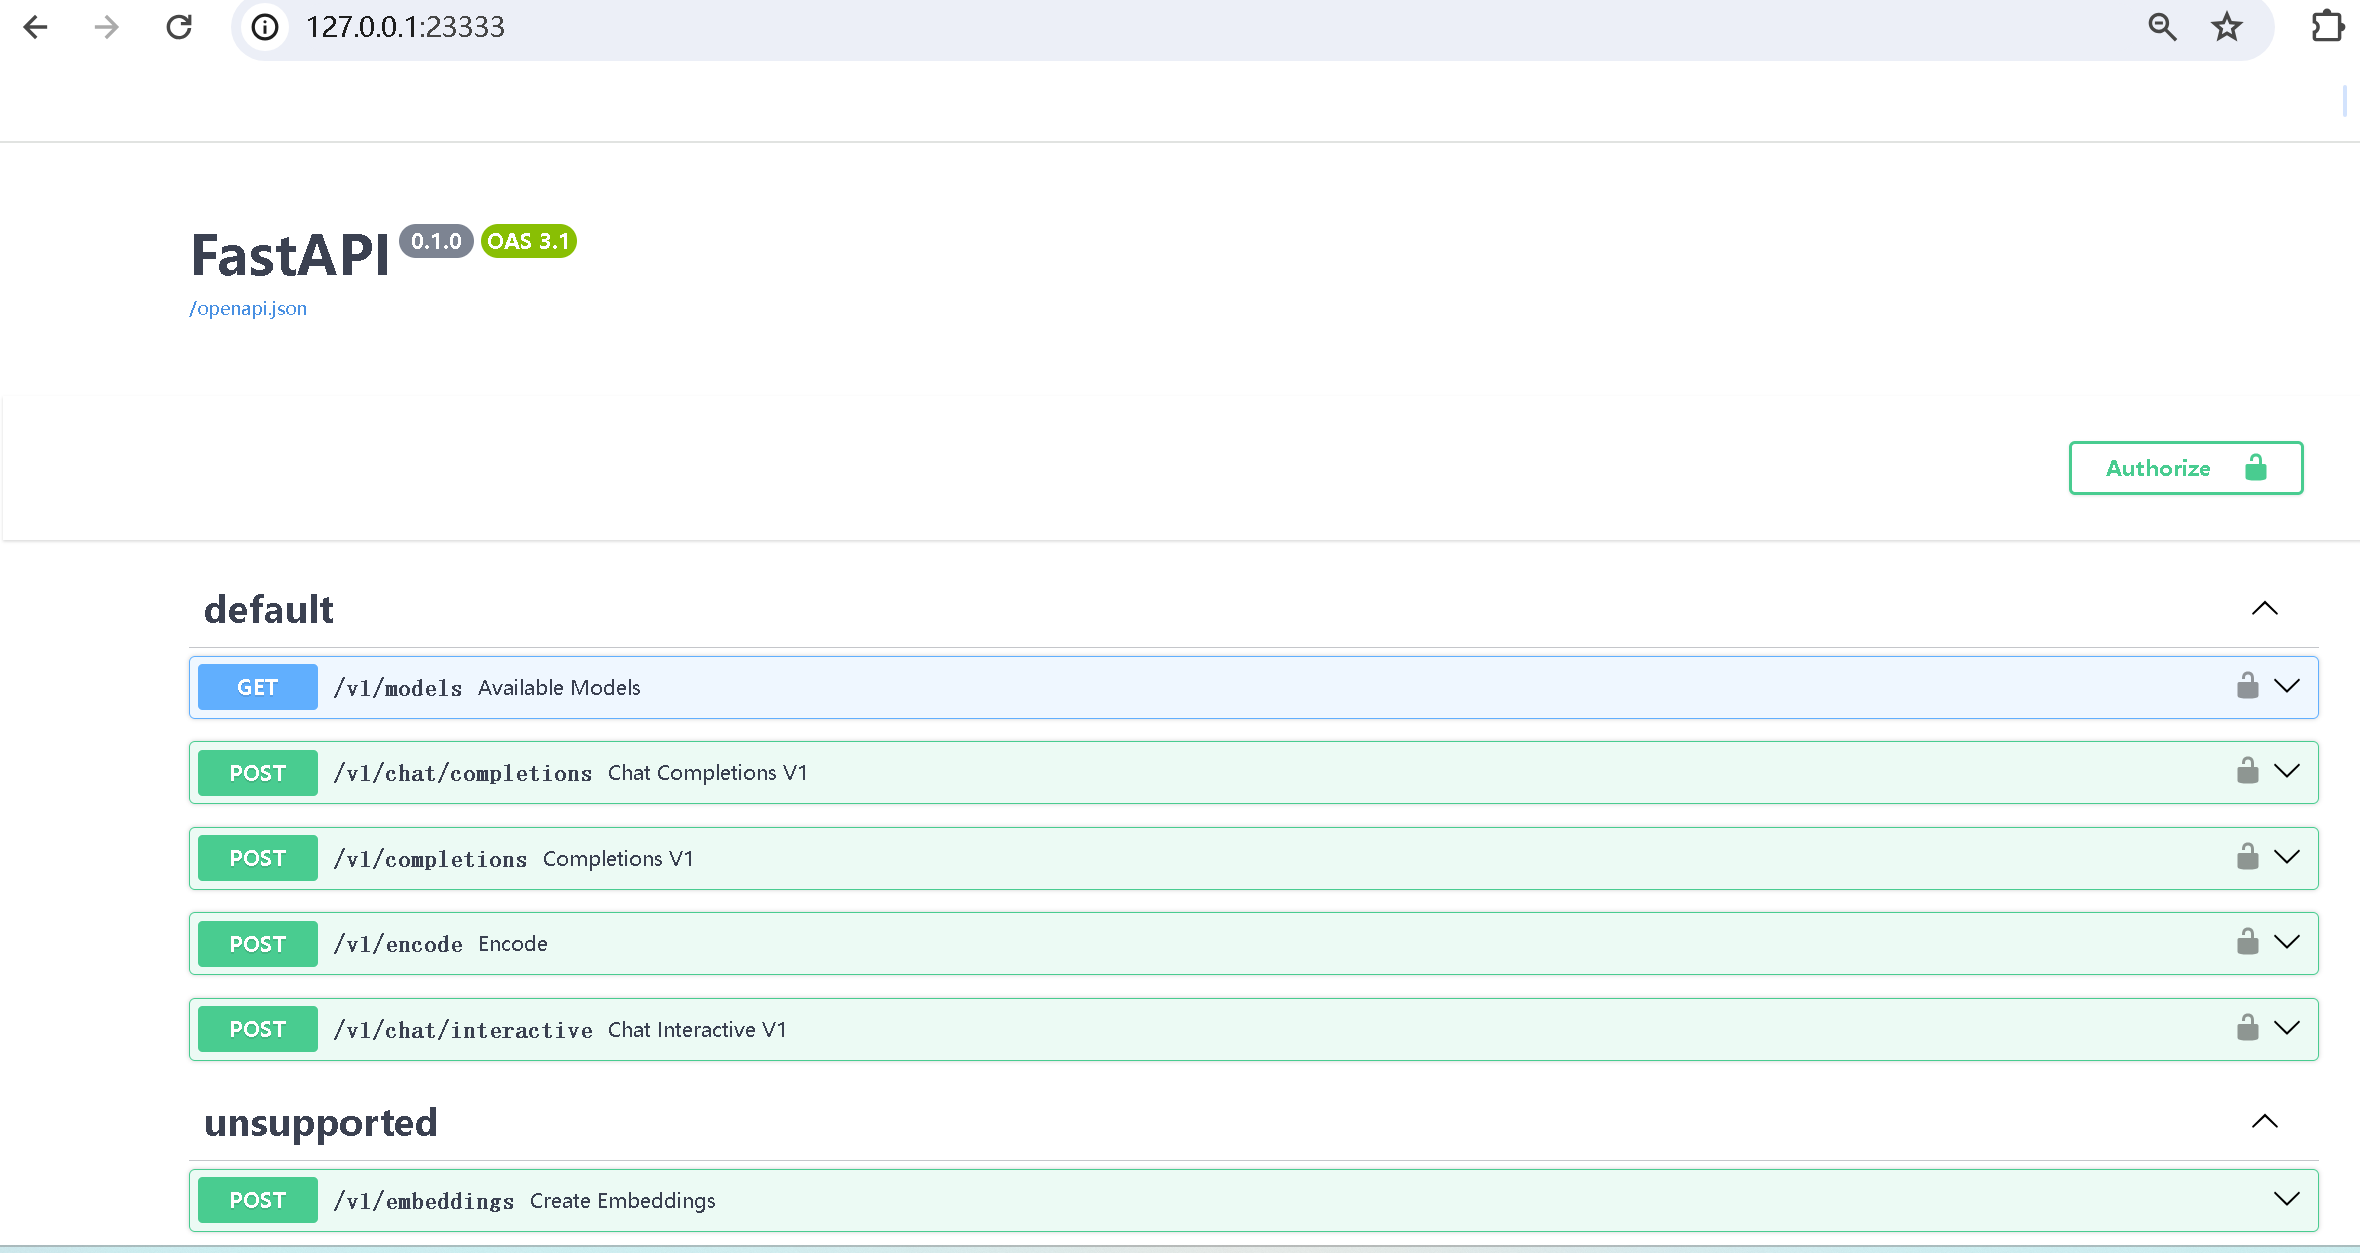 127.0.0.1:23333
FastAPI 0.1.0 OAS 3.1
/openapi.json
Authorize
default
GET /v1/models Available Models
POST /v1/chat/completions Chat Completions V1
POST /v1/completions Completions V1
POST /v1/encode Encode
POST /v1/chat/interactive Chat Interactive V1
unsupported
POST /v1/embeddings Create Embeddings